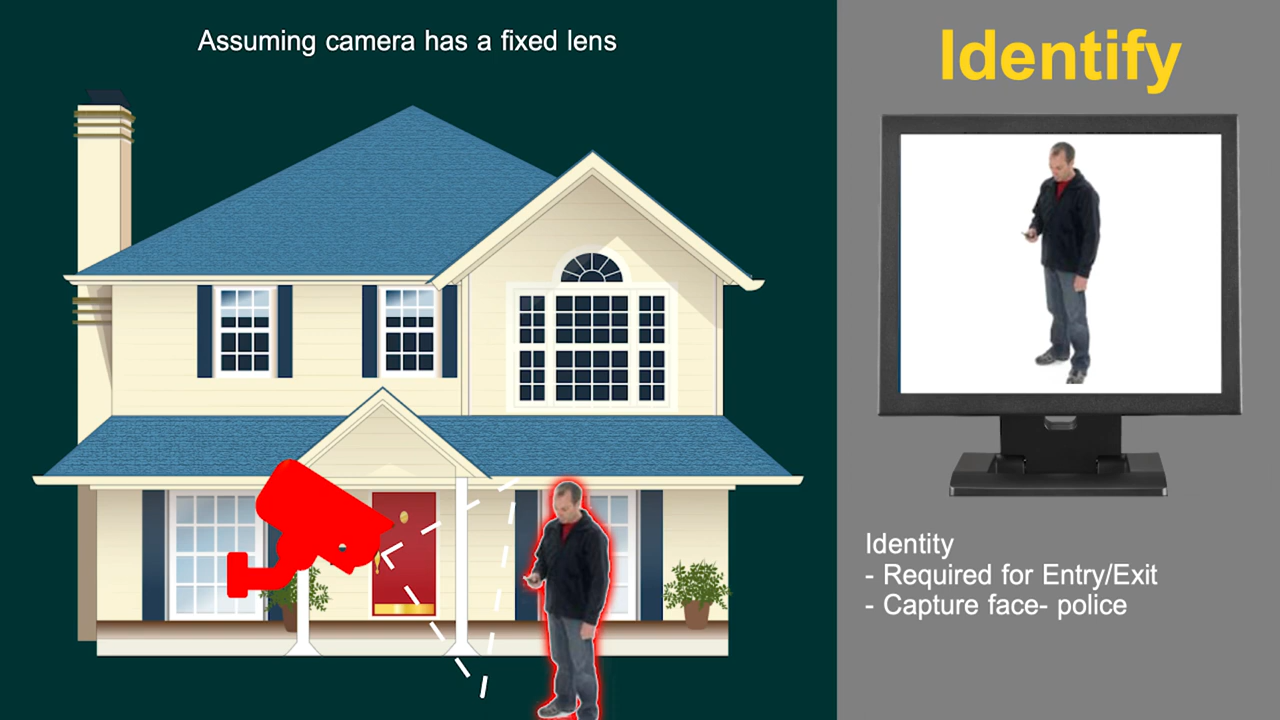 Assuming camera has a fixed lens
Identify
Identity
- Required for Entry/Exit
- Capture face- police